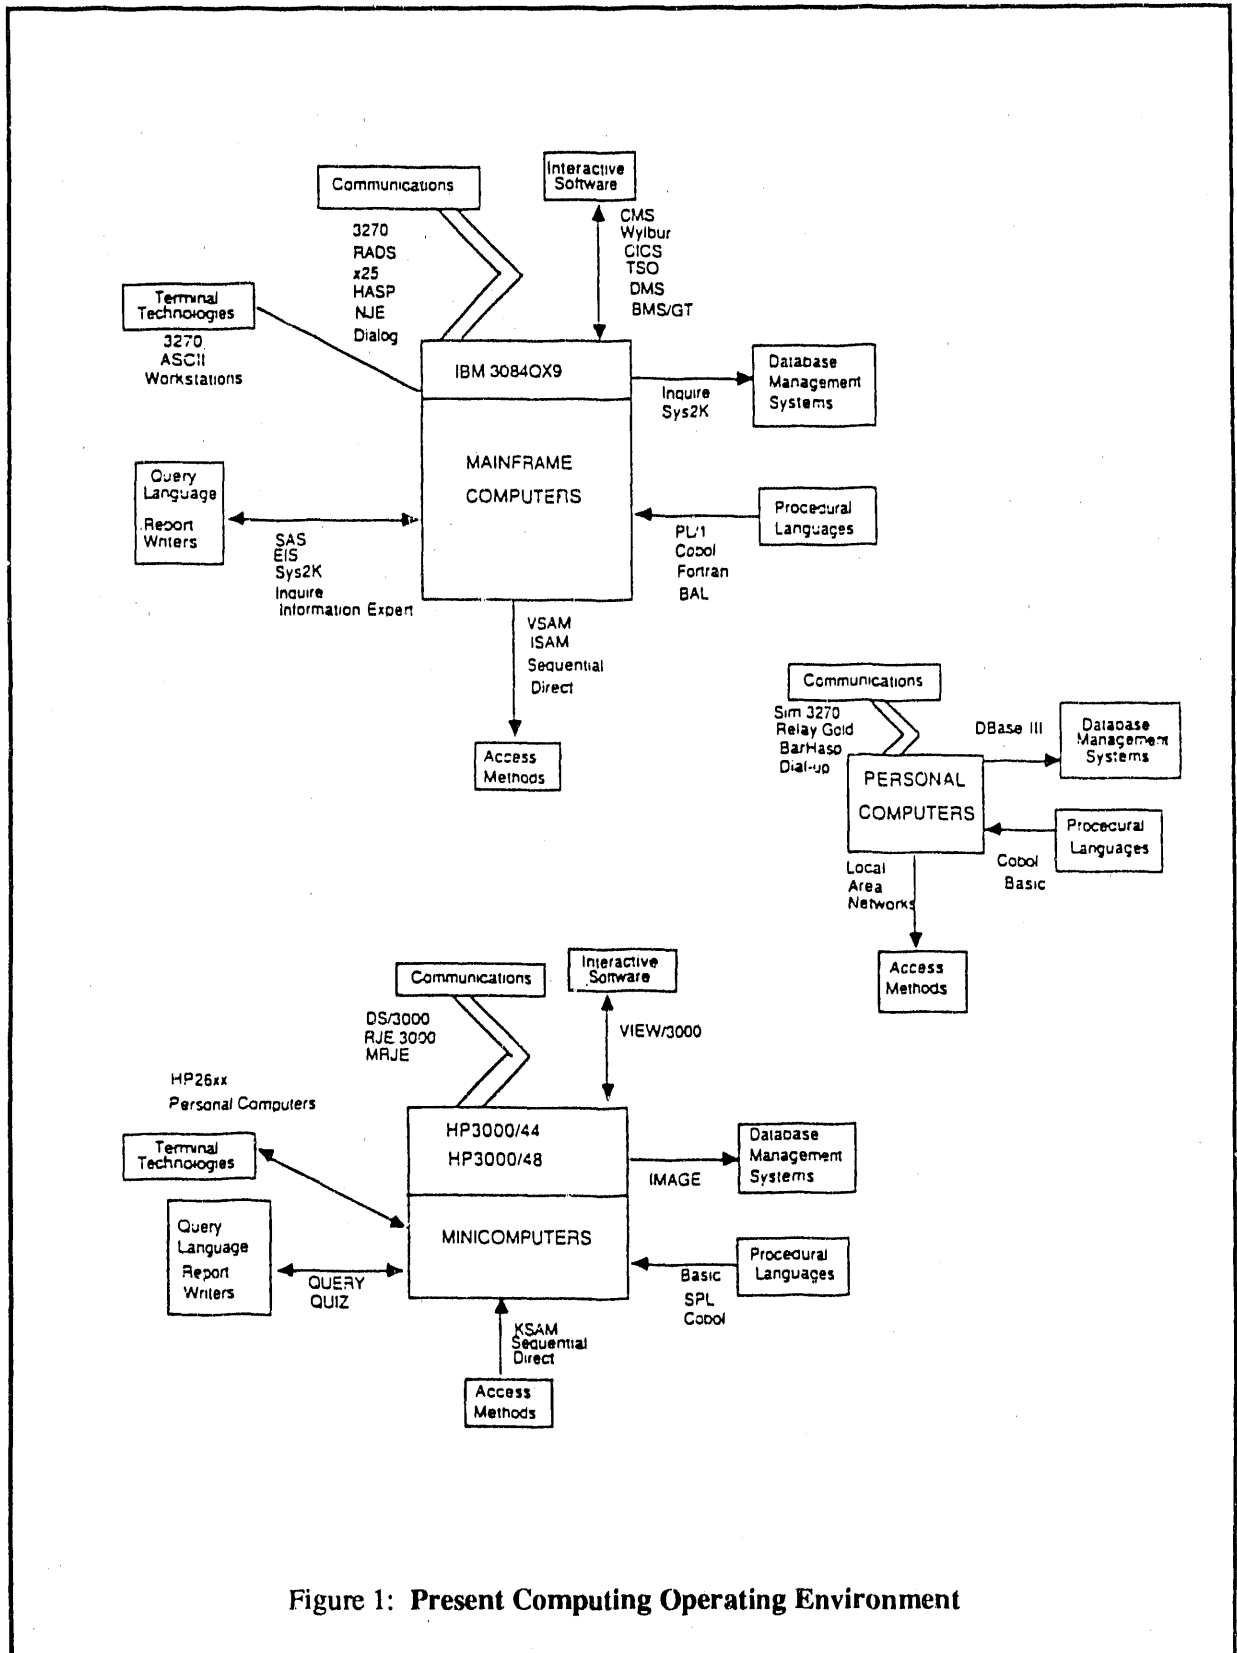 Communications
3270
RADS
x25
HASP
NJE
Dialog
Interactive
Software
CMS
Wylbur
CICS
TSO
DMS
BMS/GT
Terminal
Technologies
3270
ASCII
Workstations
IBM 3084QX9
MAINFRAME
COMPUTERS
Inquire
Sys2K
Database
Management
Systems
Query
Language
Report
Writers
SAS
EIS
Sys2K
Inquire
Information Expert
PL/1
Cobol
Fortran
BAL
Procedural
Languages
VSAM
ISAM
Sequential
Direct
Access
Methods
Communications
Sim 3270
Relay Gold
BarHasp
Dial-up
PERSONAL
COMPUTERS
DBase III
Database
Management
Systems
Procedural
Languages
Cobol
Basic
Local
Area
Networks
Access
Methods
Communications
DS/3000
RJE 3000
MRJE
Interactive
Software
VIEW/3000
HP26xx
Personal Computers
Terminal
Technologies
HP3000/44
HP3000/48
MINICOMPUTERS
IMAGE
Database
Management
Systems
Query
Language
Report
Writers
QUERY
QUIZ
Basic
SPL
Cobol
Procedural
Languages
KSAM
Sequential
Direct
Access
Methods
Figure 1: Present Computing Operating Environment